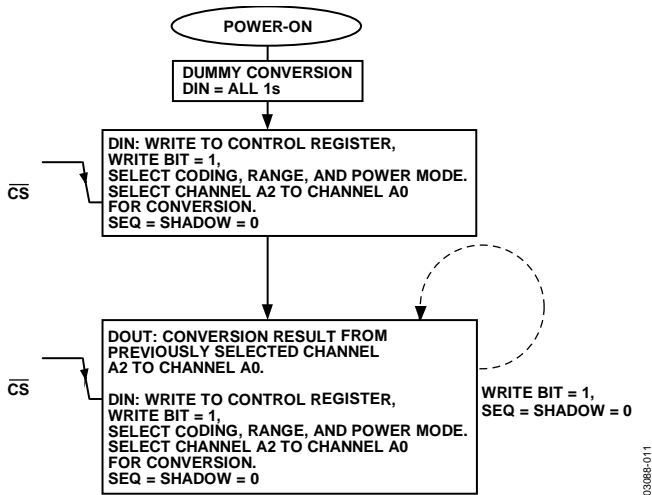 POWER-ON
DUMMY CONVERSION
DIN = ALL 1s
DIN: WRITE TO CONTROL REGISTER,
WRITE BIT = 1,
SELECT CODING, RANGE, AND POWER MODE.
SELECT CHANNEL A2 TO CHANNEL A0
FOR CONVERSION.
SEQ = SHADOW = 0
C̅S̅
DOUT: CONVERSION RESULT FROM
PREVIOUSLY SELECTED CHANNEL
A2 TO CHANNEL A0.
DIN: WRITE TO CONTROL REGISTER,
WRITE BIT = 1,
SELECT CODING, RANGE, AND POWER MODE.
SELECT CHANNEL A2 TO CHANNEL A0
FOR CONVERSION.
SEQ = SHADOW = 0
C̅S̅
WRITE BIT = 1,
SEQ = SHADOW = 0
03088-011